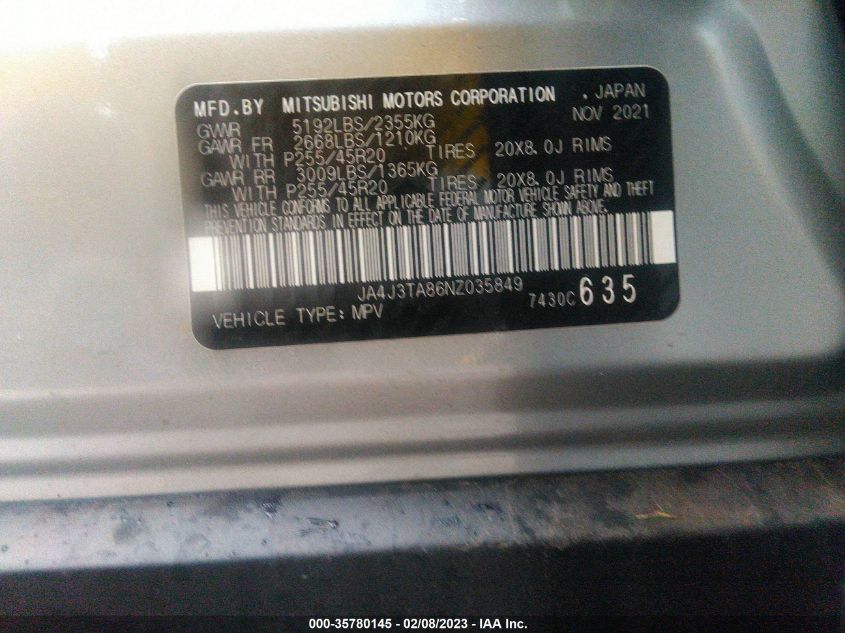 MFD.BY MITSUBISHI MOTORS CORPORATION . JAPAN
GVWR 5192LBS/2355KG NOV 2021
GAWR FR 2668LBS/1210KG
WITH P255/45R20 TIRES 20X8.0J RIMS
GAWR RR 3009LBS/1365KG
WITH P255/45R20 TIRES 20X8.0J RIMS
THIS VEHICLE CONFORMS TO ALL APPLICABLE FEDERAL MOTOR VEHICLE SAFETY AND THEFT
PREVENTION STANDARDS IN EFFECT ON THE DATE OF MANUFACTURE SHOWN ABOVE.
JA4J3TA86NZ035849
VEHICLE TYPE: MPV 7430C 635
000-35780145 — 02/08/2023 — IAA Inc.